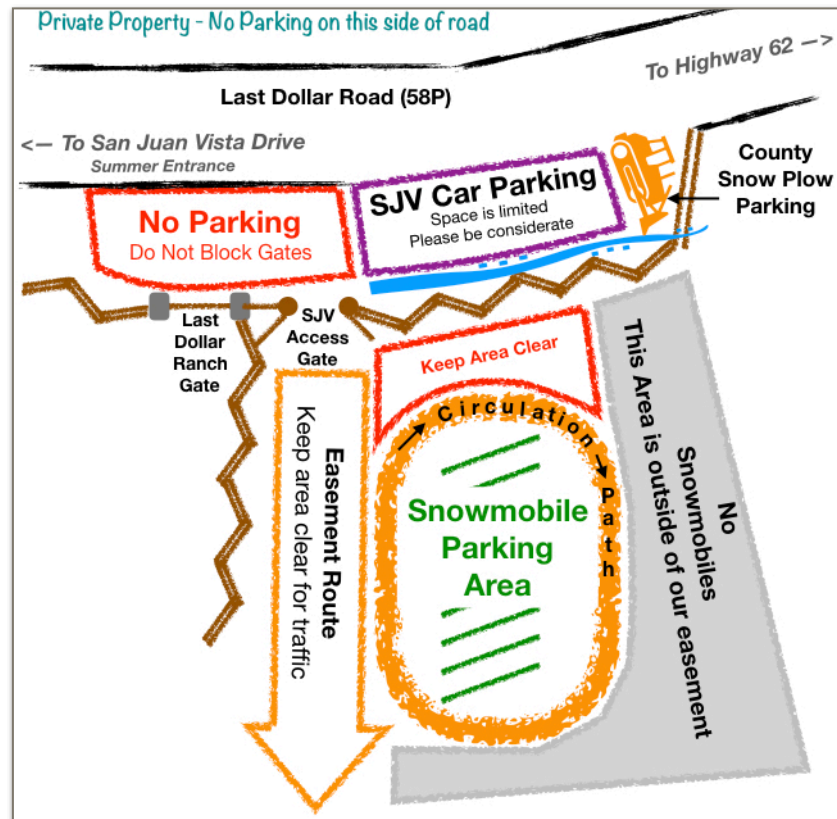 Private Property - No Parking on this side of road
To Highway 62 —>
Last Dollar Road (58P)
<— To San Juan Vista Drive
Summer Entrance
County
Snow Plow
Parking
SJV Car Parking
Space is limited
Please be considerate
No Parking
Do Not Block Gates
Last
Dollar
Ranch
Gate
SJV
Access
Gate
Keep Area Clear
Circulation
Path
Easement Route
Keep area clear for traffic
Snowmobile
Parking
Area
No
Snowmobiles
This Area is outside of our easement